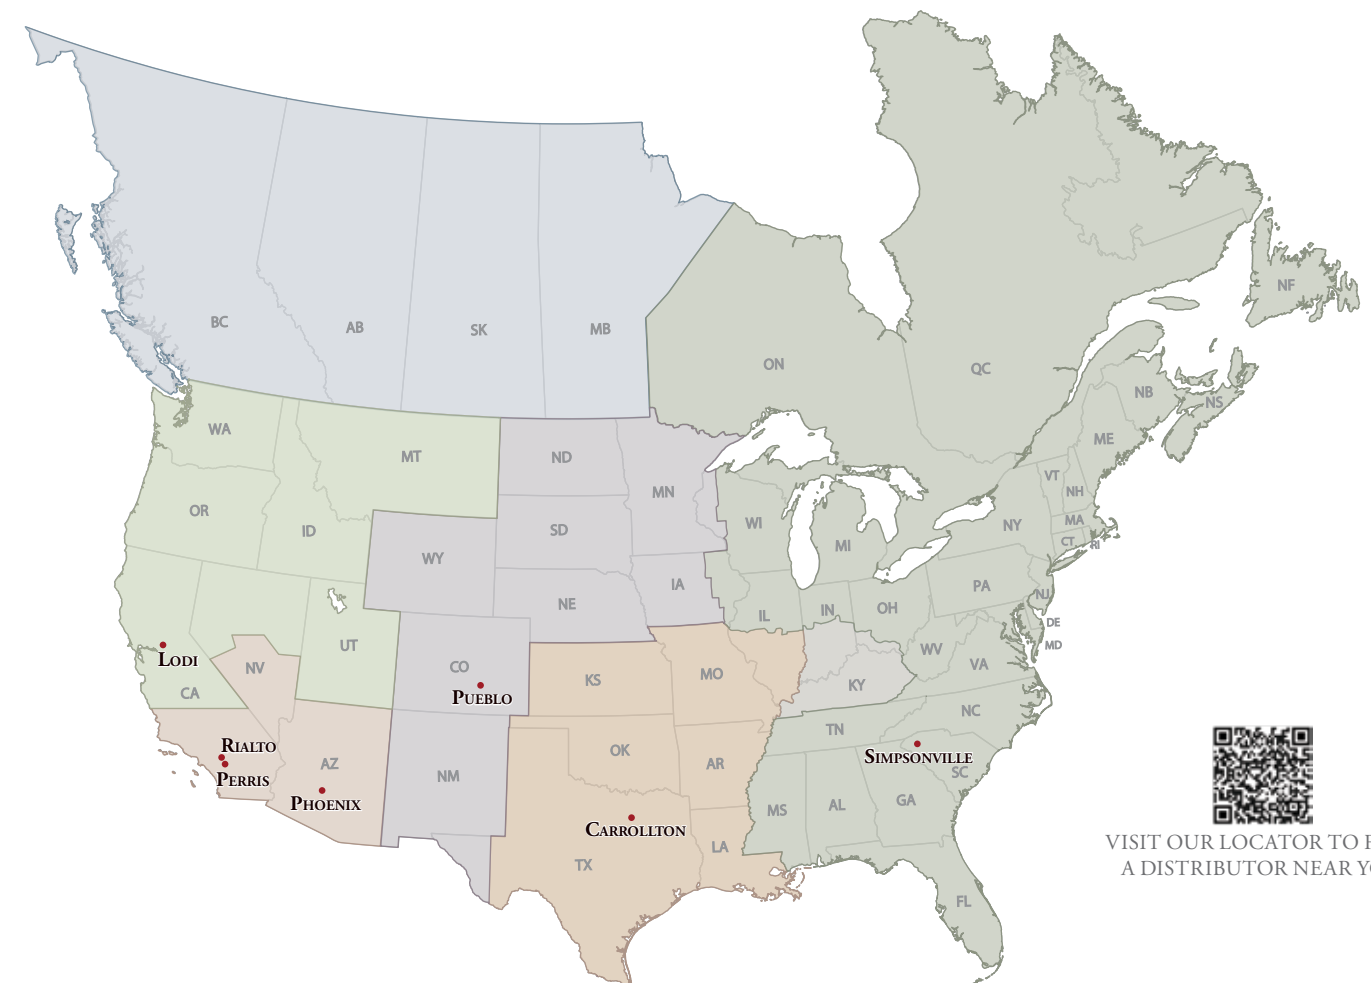 NF
BC
AB
SK
MB
ON
QC
NB
NS
WA
MT
ND
MN
ME
VT
NH
OR
ID
SD
WI
MI
NY
MA
CT
RI
WY
NE
IA
IL
IN
OH
PA
NJ
DE
MD
LODI
UT
NV
CA
CO
PUEBLO
KS
MO
KY
WV
VA
NC
RIALTO
PERRIS
AZ
PHOENIX
NM
OK
AR
TN
SIMPSONVILLE
SC
CARROLLTON
TX
LA
MS
AL
GA
FL
VISIT OUR LOCATOR TO
A DISTRIBUTOR NEAR